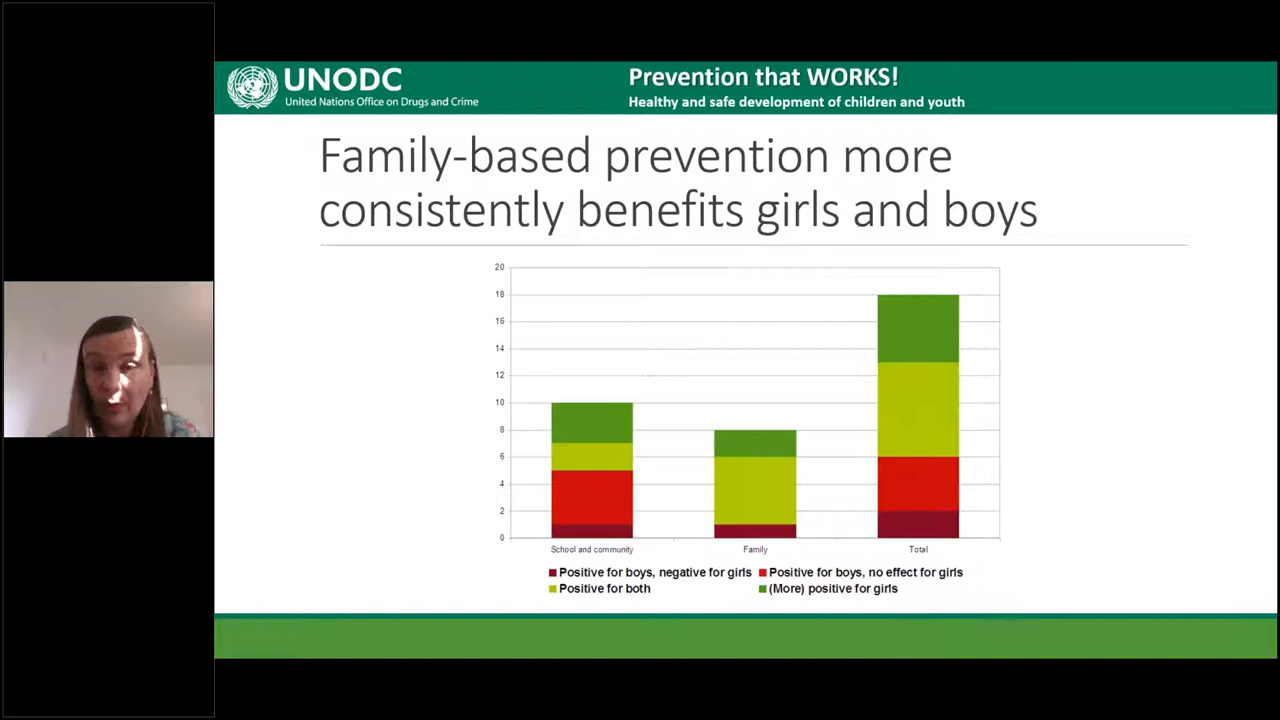 UNODC
United Nations Office on Drugs and Crime
Prevention that WORKS!
Healthy and safe development of children and youth
Family-based prevention more
consistently benefits girls and boys
20
18
16
14
12
10
8
6
4
2
0
School and community
Family
Total
Positive for boys, negative for girls
Positive for boys, no effect for girls
Positive for both
(More) positive for girls